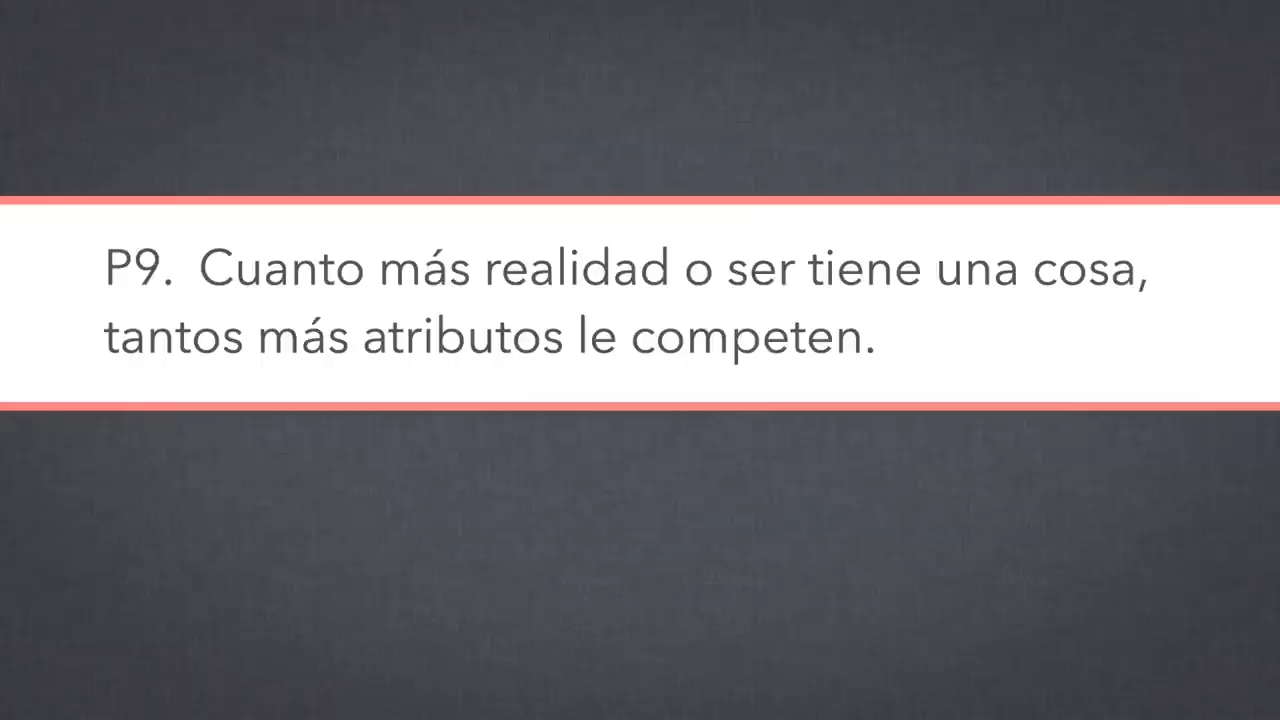 P9. Cuanto más realidad o ser tiene una cosa,
tantos más atributos le competen.